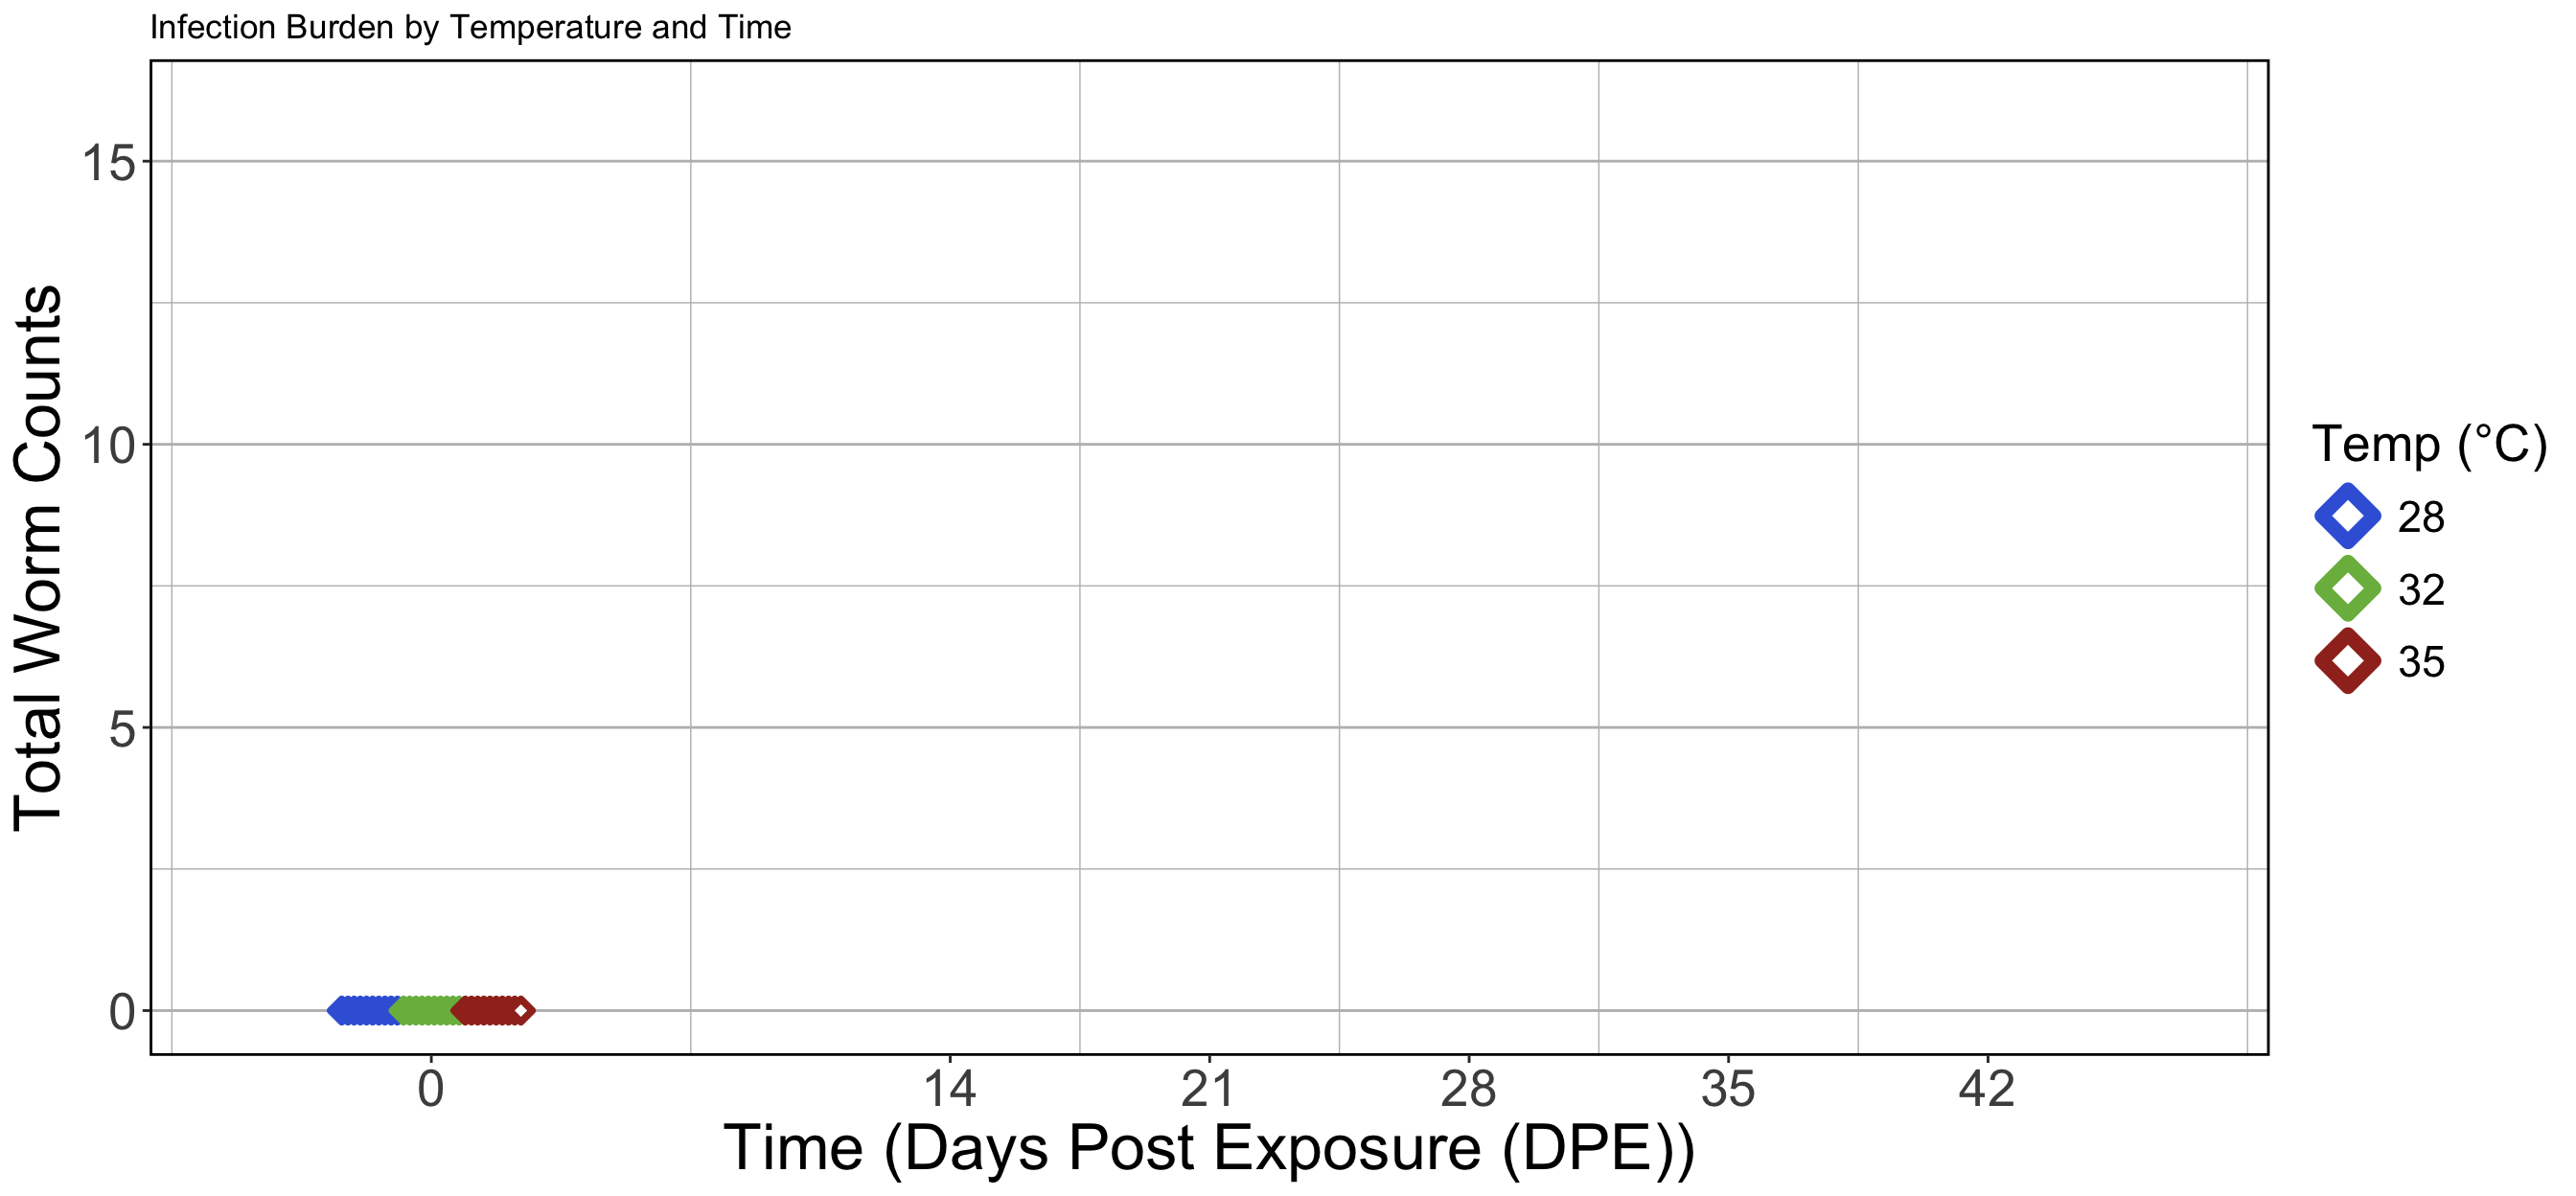 Infection Burden by Temperature and Time
Total Worm Counts
15
10
5
0
0 14 21 28 35 42
Time (Days Post Exposure (DPE))
Temp (°C)
28
32
35